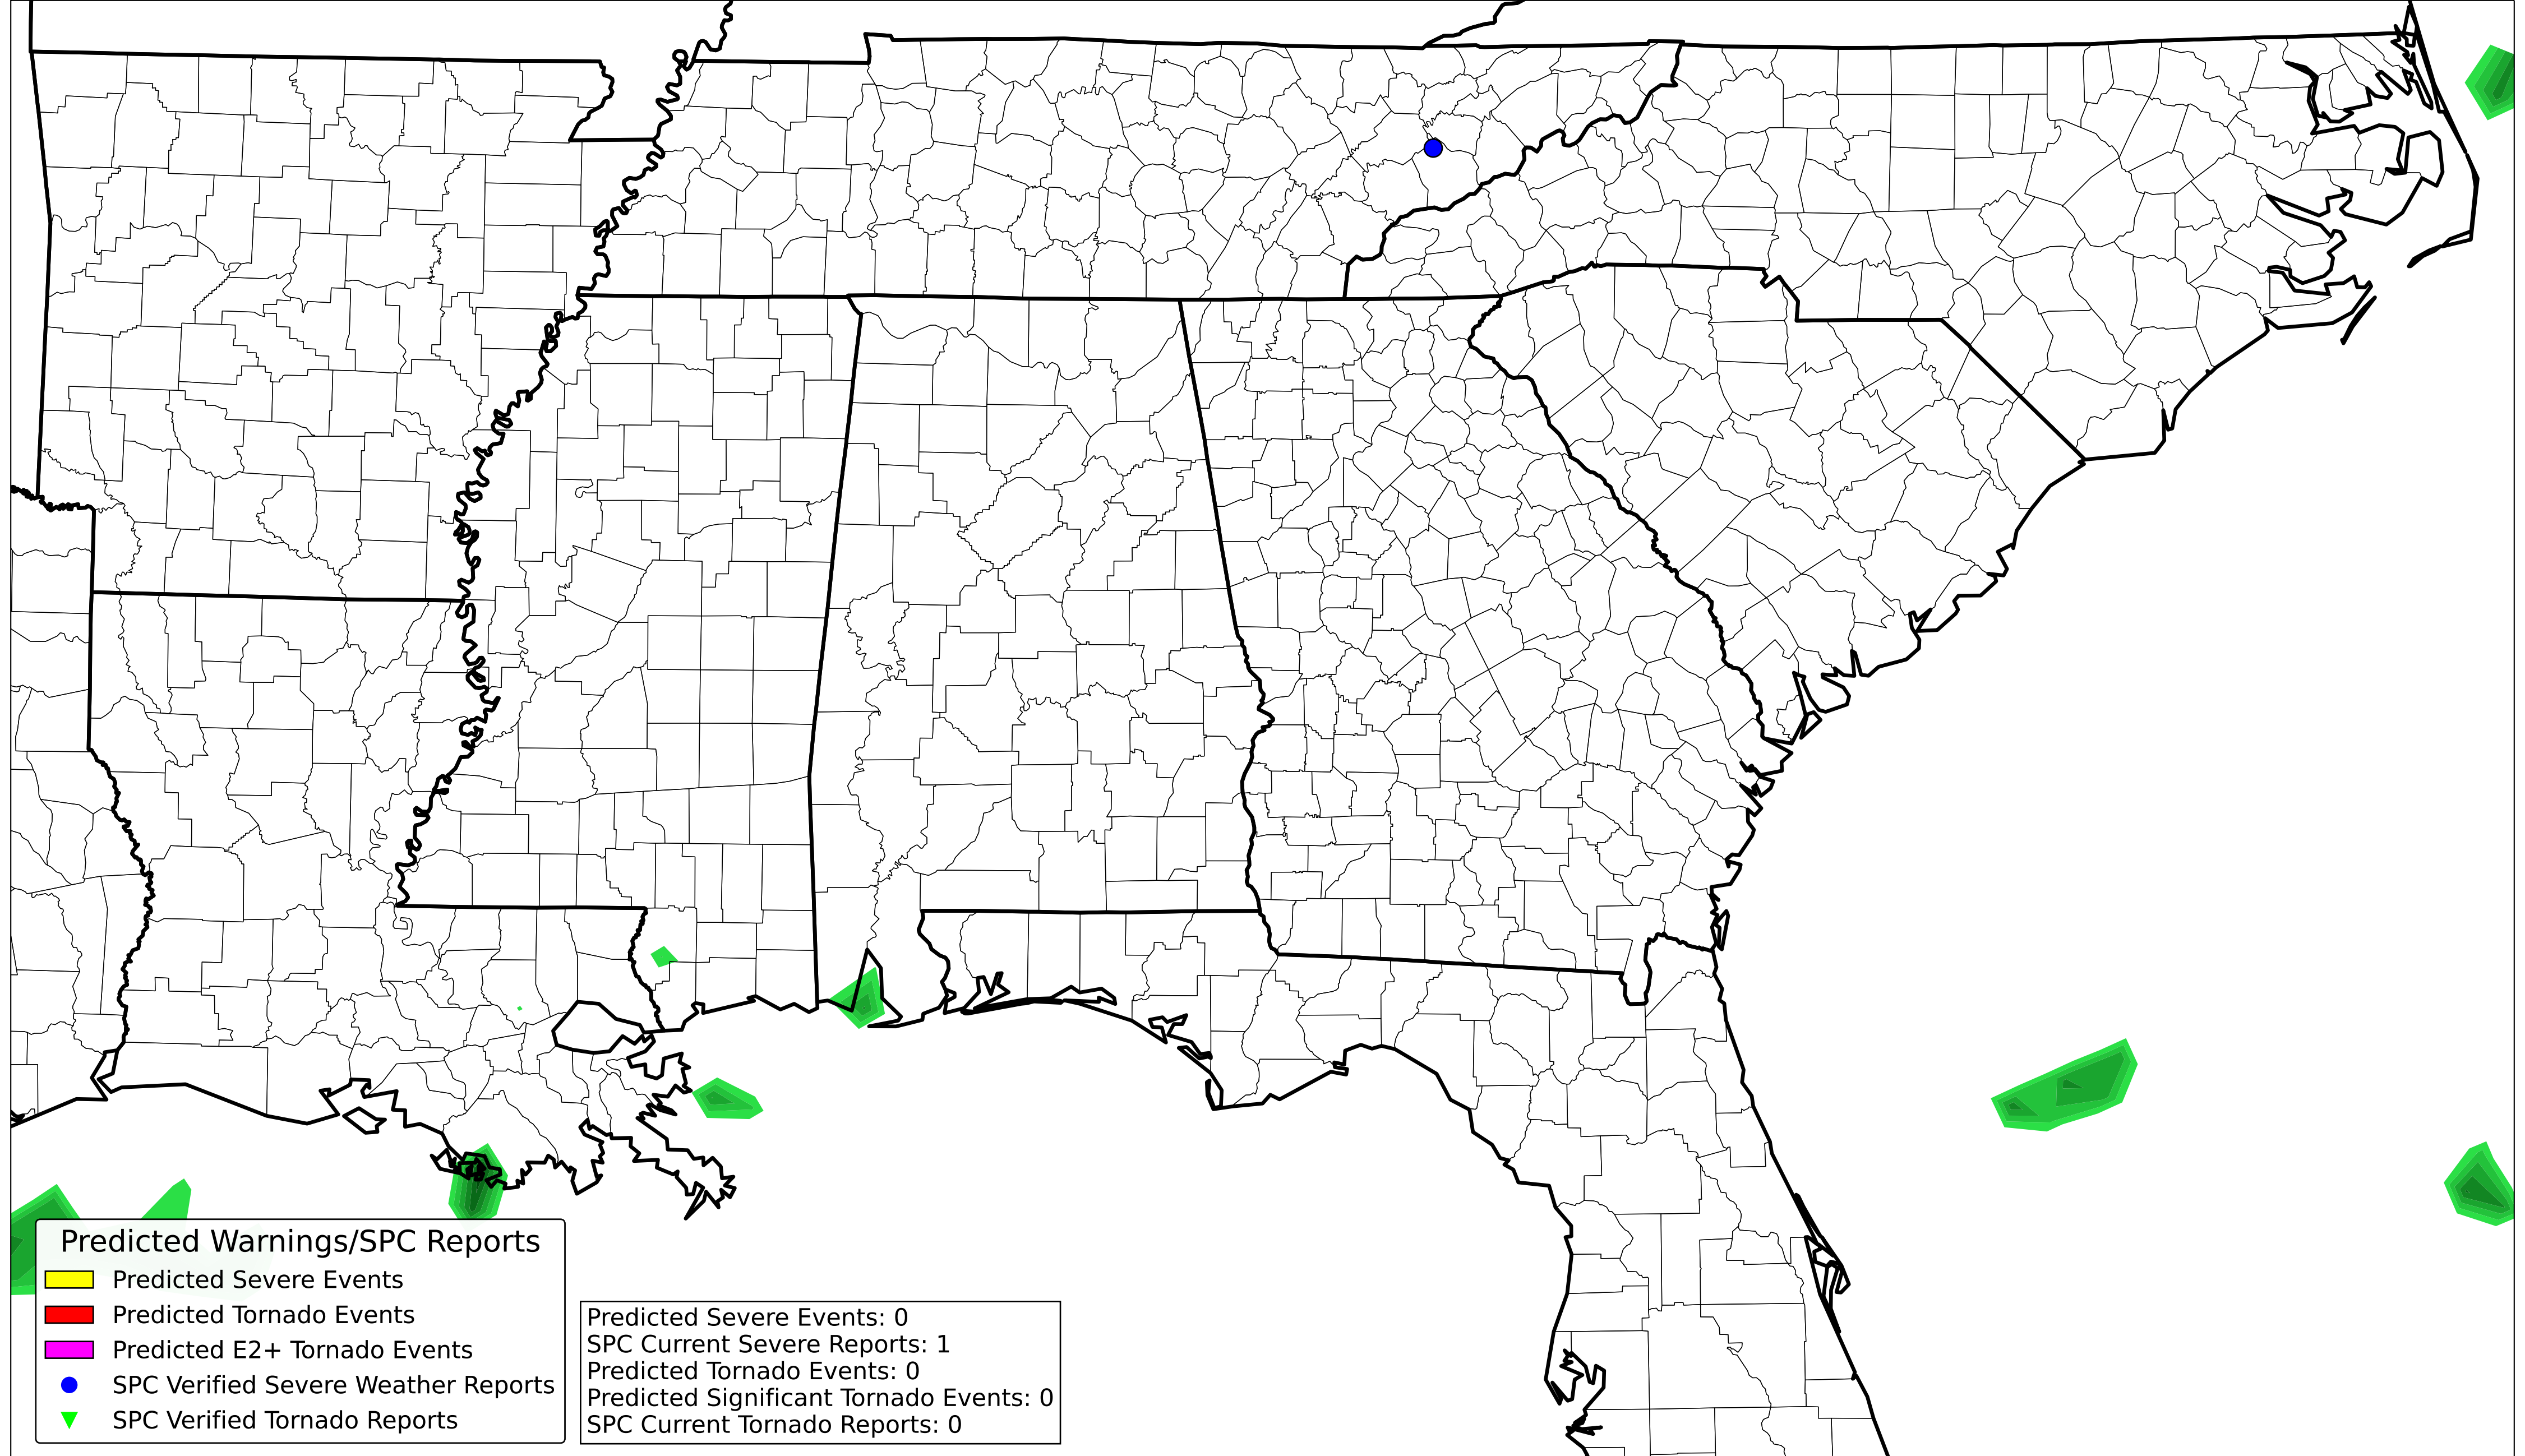 Predicted Warnings/SPC Reports
Predicted Severe Events
Predicted Tornado Events
Predicted E2+ Tornado Events
SPC Verified Severe Weather Reports
SPC Verified Tornado Reports
Predicted Severe Events: 0
SPC Current Severe Reports: 1
Predicted Tornado Events: 0
Predicted Significant Tornado Events: 0
SPC Current Tornado Reports: 0